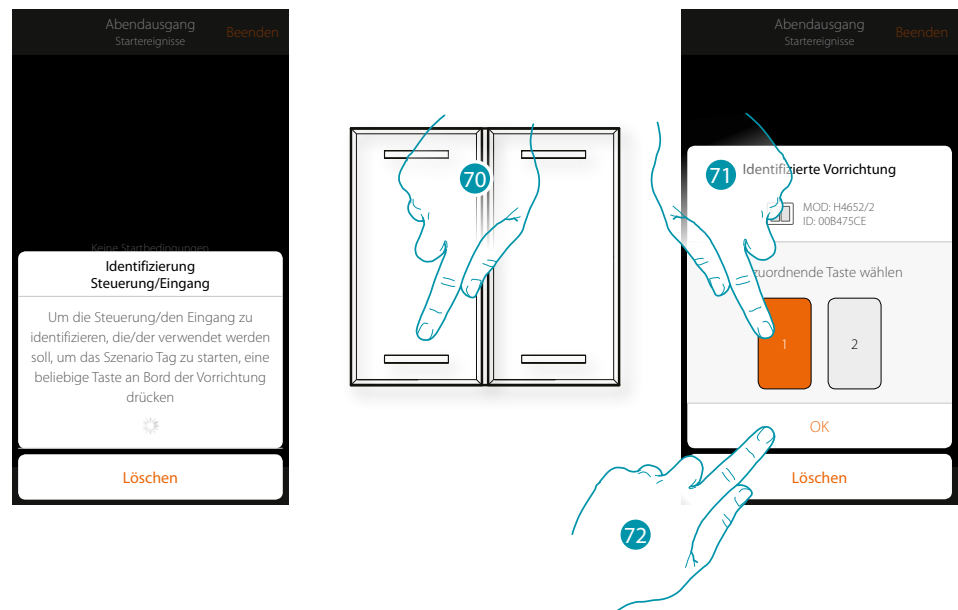 Abendausgang
Startereignisse
Beenden
Keine Startbedingungen
Identifizierung
Steuerung/Eingang
Um die Steuerung/den Eingang zu
identifizieren, die/der verwendet werden
soll, um das Szenario Tag zu starten, eine
beliebige Taste an Bord der Vorrichtung
drücken
Löschen
70
Abendausgang
Startereignisse
Beenden
71
Identifizierte Vorrichtung
MOD: H4652/2
ID: 00B475CE
zuordnende Taste wählen
1
2
OK
Löschen
72